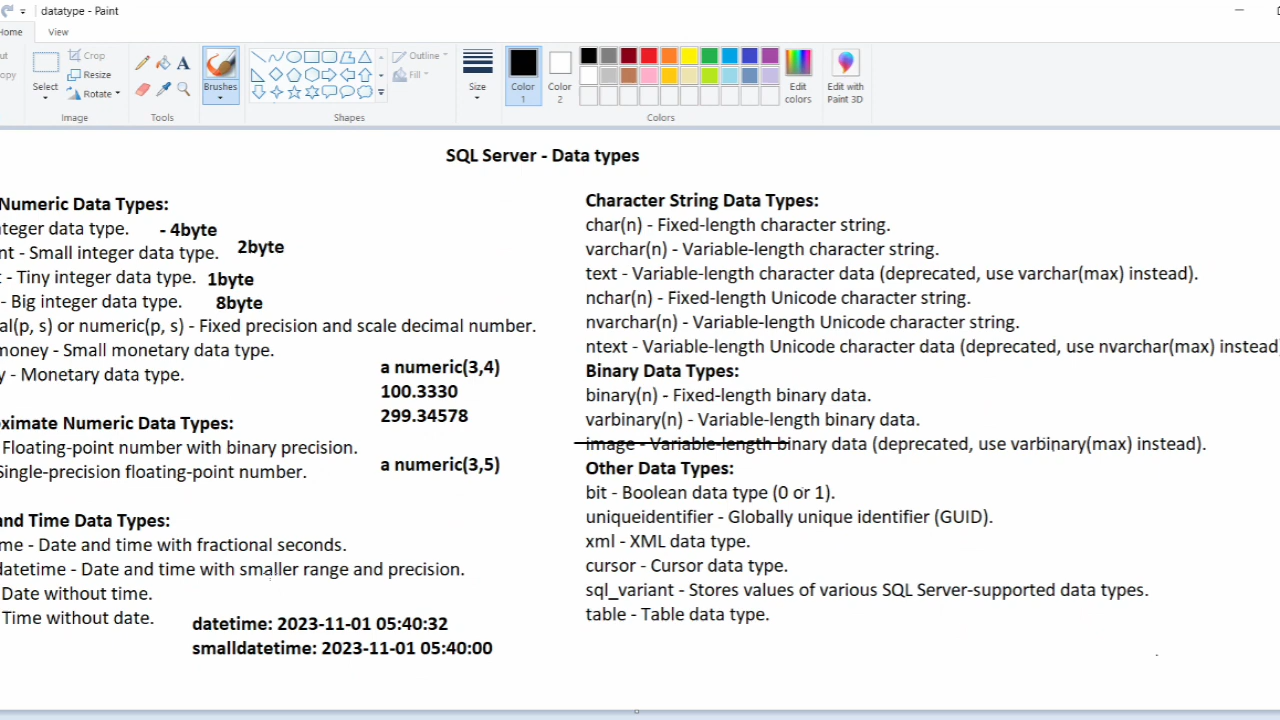 datatype - Paint
Home
View
Crop
Resize
Rotate
Select
Brushes
Outline
Fill
Size
Color
1
Color
2
Edit
colors
Edit with
Paint 3D
Image
Tools
Shapes
Colors
SQL Server - Data types
Numeric Data Types:
teger data type. - 4byte
nt - Small integer data type. 2byte
t - Tiny integer data type. 1byte
- Big integer data type. 8byte
al(p, s) or numeric(p, s) - Fixed precision and scale decimal number.
money - Small monetary data type.
y - Monetary data type.
a numeric(3,4)
100.3330
299.34578
oximate Numeric Data Types:
Floating-point number with binary precision.
Single-precision floating-point number.
a numeric(3,5)
and Time Data Types:
me - Date and time with fractional seconds.
datetime - Date and time with smaller range and precision.
Date without time.
Time without date.
datetime: 2023-11-01 05:40:32
smalldatetime: 2023-11-01 05:40:00
Character String Data Types:
char(n) - Fixed-length character string.
varchar(n) - Variable-length character string.
text - Variable-length character data (deprecated, use varchar(max) instead).
nchar(n) - Fixed-length Unicode character string.
nvarchar(n) - Variable-length Unicode character string.
ntext - Variable-length Unicode character data (deprecated, use nvarchar(max) instead)
Binary Data Types:
binary(n) - Fixed-length binary data.
varbinary(n) - Variable-length binary data.
image - Variable-length binary data (deprecated, use varbinary(max) instead).
Other Data Types:
bit - Boolean data type (0 or 1).
uniqueidentifier - Globally unique identifier (GUID).
xml - XML data type.
cursor - Cursor data type.
sql_variant - Stores values of various SQL Server-supported data types.
table - Table data type.